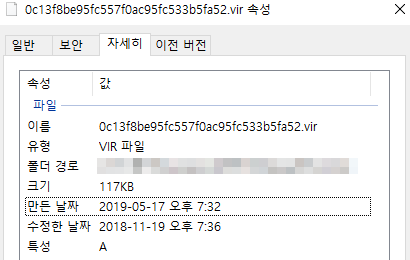 0c13f8be95fc557f0ac95fc533b5fa52.vir 속성
일반 보안 자세히 이전 버전
속성 값
파일
이름 0c13f8be95fc557f0ac95fc533b5fa52.vir
유형 VIR 파일
폴더 경로
크기 117KB
만든 날짜 2019-05-17 오후 7:32
수정한 날짜 2018-11-19 오후 7:36
특성 A